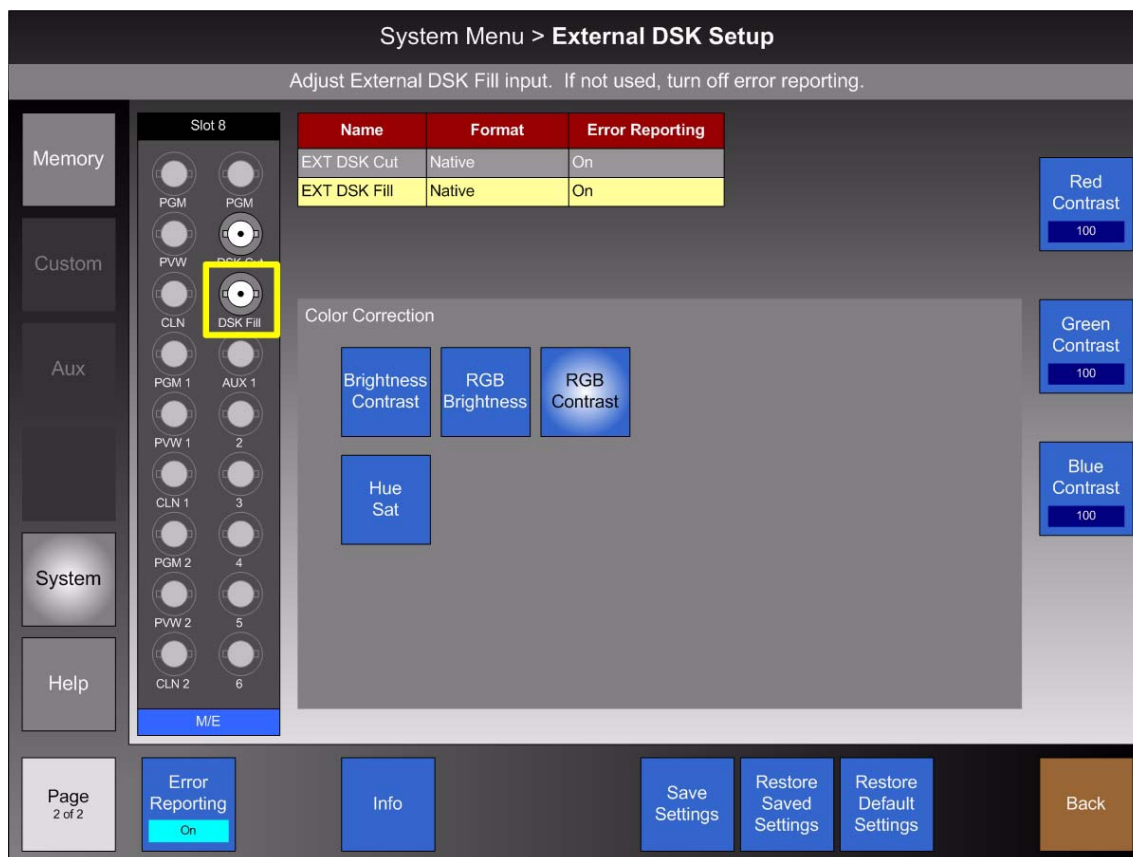 System Menu > External DSK Setup
Adjust External DSK Fill input. If not used, turn off error reporting.
Memory
Custom
Aux
System
Help
Slot 8
PGM PGM
PVW DSK Cut
CLN DSK Fill
PGM 1 AUX 1
PVW 1 2
CLN 1 3
PGM 2 4
PVW 2 5
CLN 2 6
M/E
Name Format Error Reporting
EXT DSK Cut Native On
EXT DSK Fill Native On
Color Correction
Brightness
Contrast
RGB
Brightness
RGB
Contrast
Hue
Sat
Red
Contrast
100
Green
Contrast
100
Blue
Contrast
100
Page
2 of 2
Error
Reporting
On
Info
Save
Settings
Restore
Saved
Settings
Restore
Default
Settings
Back